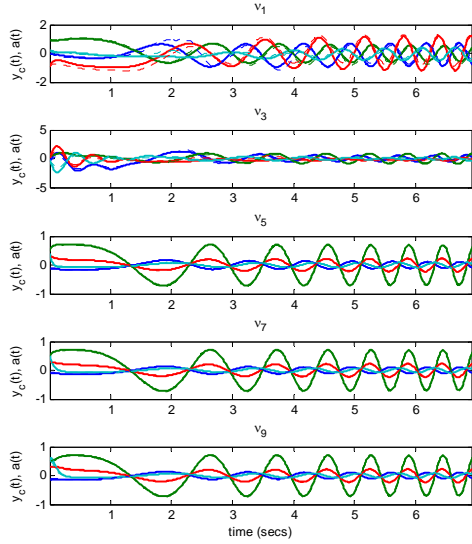 ν₁
y_c(t), a(t)
2
0
-2
1 2 3 4 5 6
ν₃
y_c(t), a(t)
5
0
-5
1 2 3 4 5 6
ν₅
y_c(t), a(t)
1
0
-1
1 2 3 4 5 6
ν₇
y_c(t), a(t)
1
0
-1
1 2 3 4 5 6
ν₉
y_c(t), a(t)
1
0
-1
1 2 3 4 5 6
time (secs)